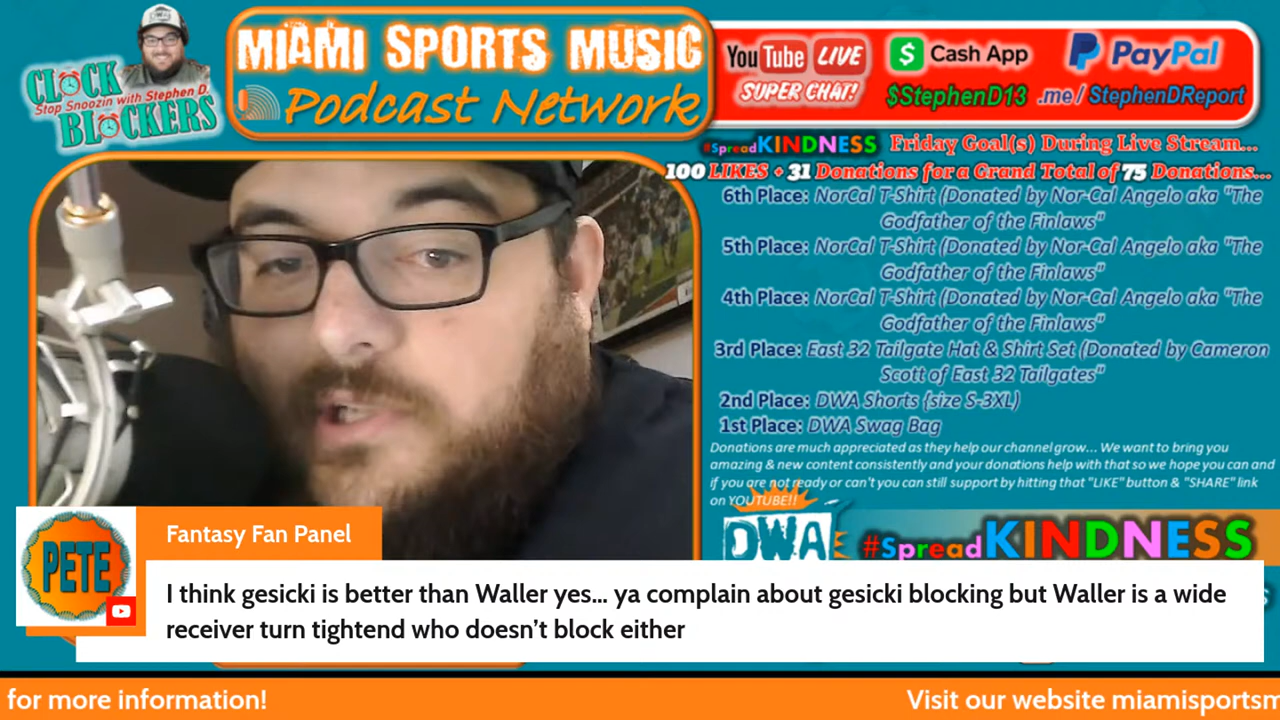 DWA
CLOCK
Stop Snoozin with Stephen D.
BLOCKERS
MIAMI SPORTS MUSIC
Podcast Network
YouTube LIVE
SUPER CHAT!
$ Cash App
$StephenD13
PayPal
.me/StephenDReport
#SpreadKINDNESS Friday Goal(s) During Live Stream...
100 LIKES + 31 Donations for a Grand Total of 75 Donations...
6th Place: NorCal T-Shirt (Donated by Nor-Cal Angelo aka "The
Godfather of the Finlaws"
5th Place: NorCal T-Shirt (Donated by Nor-Cal Angelo aka "The
Godfather of the Finlaws"
4th Place: NorCal T-Shirt (Donated by Nor-Cal Angelo aka "The
Godfather of the Finlaws"
3rd Place: East 32 Tailgate Hat & Shirt Set (Donated by Cameron
Scott of East 32 Tailgates"
2nd Place: DWA Shorts {size S-3XL)
1st Place: DWA Swag Bag
Donations are much appreciated as they help our channel grow... We want to bring you
amazing & new content consistently and your donations help with that so we hope you can and
if you are not ready or can't you can still support by hitting that "LIKE" button & "SHARE" link
on YOUTUBE!!
DWA
#SpreadKINDNESS
PETE
Fantasy Fan Panel
I think gesicki is better than Waller yes... ya complain about gesicki blocking but Waller is a wide
receiver turn tightend who doesn't block either
for more information!
Visit our website miamisportsm